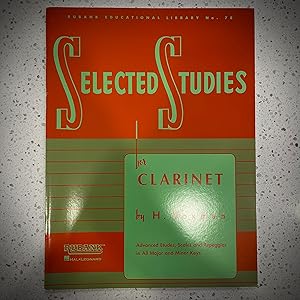 RUBANK EDUCATIONAL LIBRARY No. 70
SELECTED STUDIES
for
CLARINET
by H.
Advanced Etudes, Scales and Arpeggios
in All Major and Minor Keys
RUBANK
HAL•LEONARD